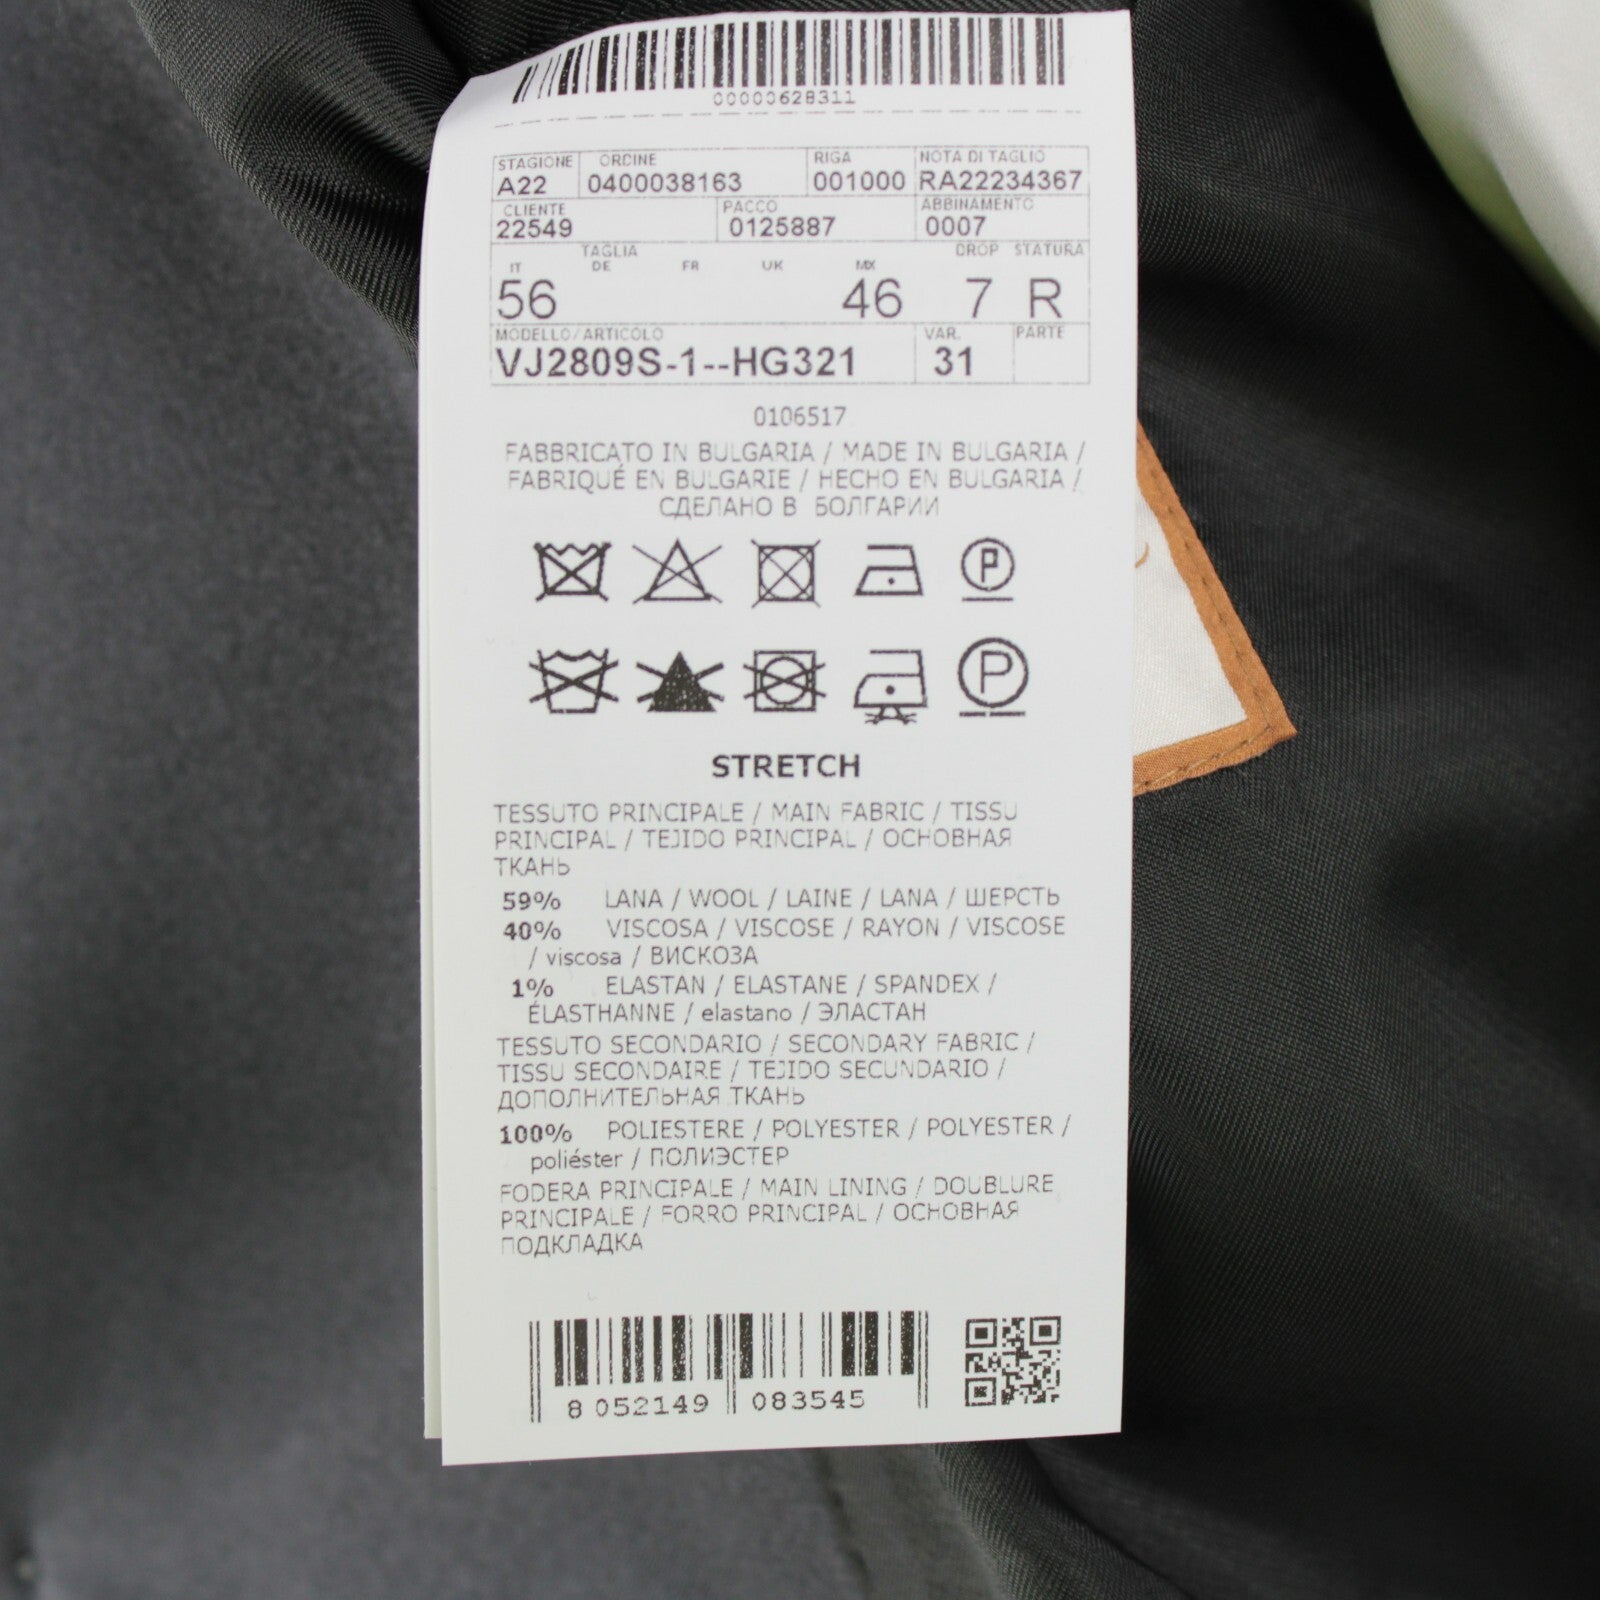 00000628311
STAGIONE ORDINE RIGA NOTA DI TAGLIO
A22 0400038163 001000 RA22234367
CLIENTE PACCO ABBINAMENTO
22549 0125887 0007
TAGLIA DROP STATURA
IT DE FR UK MX
56 46 7 R
MODELLO/ARTICOLO VAR. PARTE
VJ2809S-1--HG321 31
0106517
FABBRICATO IN BULGARIA / MADE IN BULGARIA /
FABRIQUÉ EN BULGARIE / HECHO EN BULGARIA /
СДЕЛАНО В БОЛГАРИИ
P
P
STRETCH
TESSUTO PRINCIPALE / MAIN FABRIC / TISSU
PRINCIPAL / TEJIDO PRINCIPAL / ОСНОВНАЯ
ТКАНЬ
59% LANA / WOOL / LAINE / LANA / ШЕРСТЬ
40% VISCOSA / VISCOSE / RAYON / VISCOSE
/ viscosa / ВИСКОЗА
1% ELASTAN / ELASTANE / SPANDEX /
ÉLASTHANNE / elastano / ЭЛАСТАН
TESSUTO SECONDARIO / SECONDARY FABRIC /
TISSU SECONDAIRE / TEJIDO SECUNDARIO /
ДОПОЛНИТЕЛЬНАЯ ТКАНЬ
100% POLIESTERE / POLYESTER / POLYESTER /
poliéster / ПОЛИЭСТЕР
FODERA PRINCIPALE / MAIN LINING / DOUBLURE
PRINCIPALE / FORRO PRINCIPAL / ОСНОВНАЯ
ПОДКЛАДКА
8 052149 083545